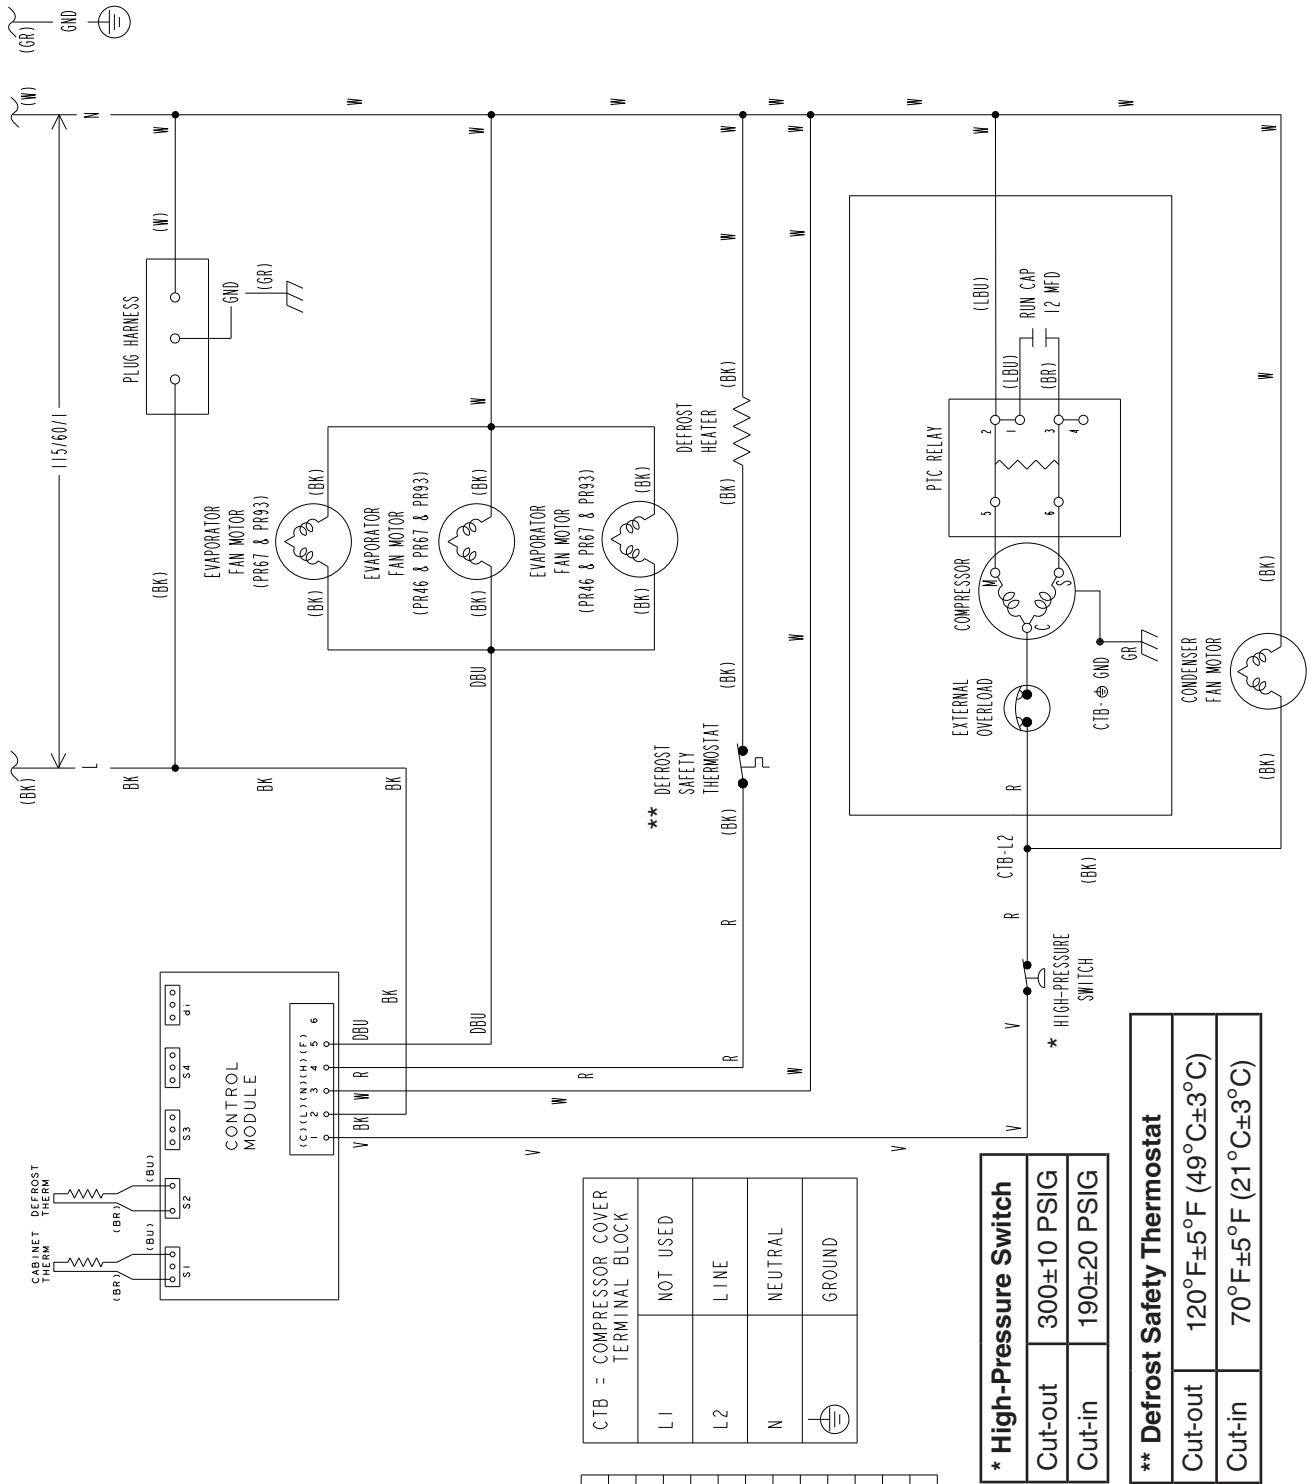 (GR)
GND
(W)
N
W
W
W
W
W
115/60/1
(BK)
L
W
(W)
PLUG HARNESS
GND
(GR)
(BK)
BK
BK
BK
W
W
EVAPORATOR
FAN MOTOR
(PR67 & PR93)
(BK)
(BK)
EVAPORATOR
FAN MOTOR
(PR46 & PR67 & PR93)
(BK)
(BK)
EVAPORATOR
FAN MOTOR
(PR46 & PR67 & PR93)
(BK)
(BK)
DBU
W
W
(BK)
DEFROST
HEATER
(BK)
(BK)
** DEFROST
SAFETY
THERMOSTAT
(BK)
R
R
W
W
W
W
W
(LBU)
RUN CAP
12 MFD
(LBU)
(BR)
PTC RELAY
2
1
3
4
5
6
COMPRESSOR
M
S
C
EXTERNAL
OVERLOAD
CTB- GND
GR
R
CTB-L2
(BK)
R
* HIGH-PRESSURE
SWITCH
V
V
W
W
(BK)
CONDENSER
FAN MOTOR
(BK)
CABINET
THERM
DEFROST
THERM
(BR)
(BU)
(BR)
(BU)
S1
S2
S3
S4
di
CONTROL
MODULE
(C)(L)(N)(H)(F)
1 2 3 4 5 6
V
BK
W
R
DBU
BK
DBU
R
W
V
V
CTB = COMPRESSOR COVER
TERMINAL BLOCK
L1 NOT USED
L2 LINE
N NEUTRAL
GROUND
* High-Pressure Switch
Cut-out 300±10 PSIG
Cut-in 190±20 PSIG
** Defrost Safety Thermostat
Cut-out 120°F±5°F (49°C±3°C)
Cut-in 70°F±5°F (21°C±3°C)